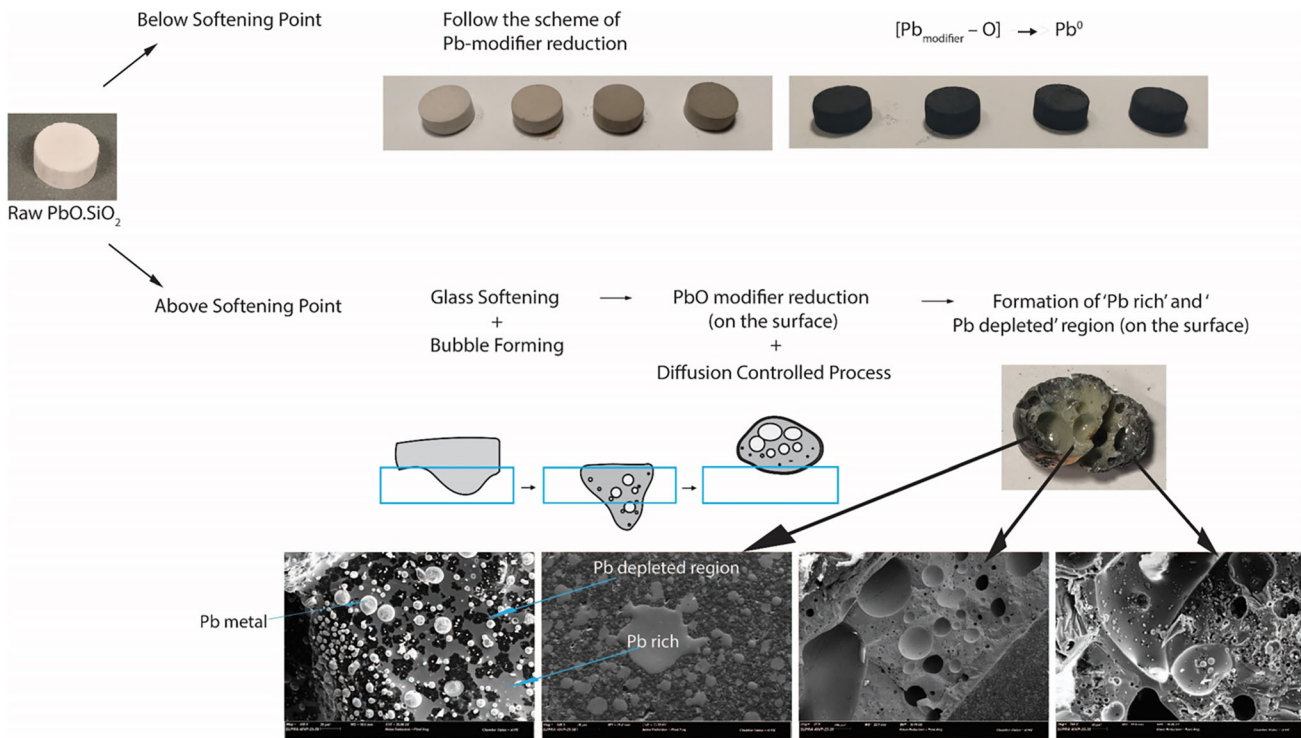 Below Softening Point
Follow the scheme of
Pb-modifier reduction
[Pb_modifier – O] → Pb⁰
Raw PbO.SiO₂
Above Softening Point
Glass Softening
+
Bubble Forming
→
PbO modifier reduction
(on the surface)
+
Diffusion Controlled Process
→
Formation of 'Pb rich' and '
Pb depleted' region (on the surface)
Pb depleted region
Pb metal
Pb rich